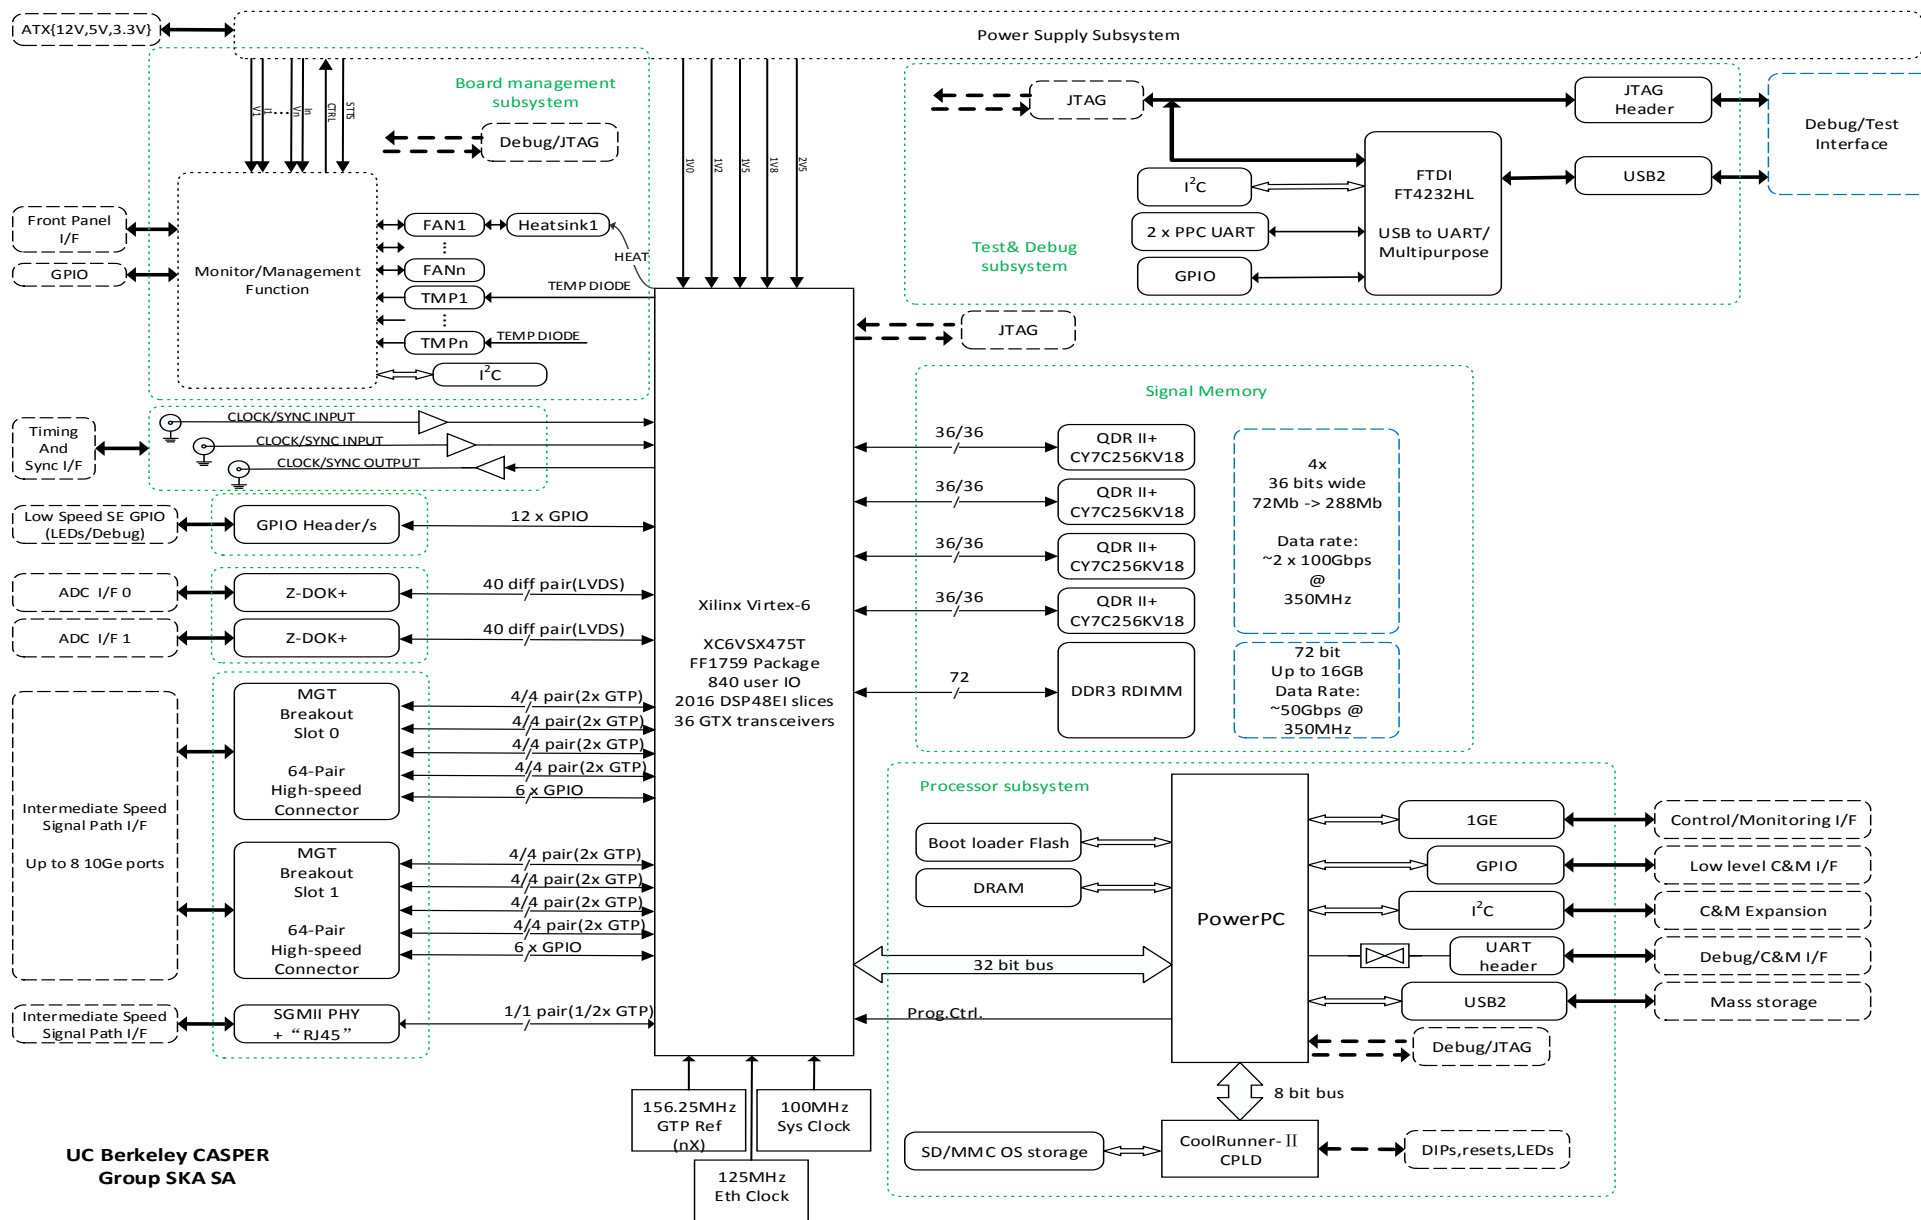 ATX{12V,5V,3.3V}
Power Supply Subsystem
V1
I1
Vn
In
CTRL
STTS
Board management
subsystem
Debug/JTAG
Front Panel
I/F
GPIO
Monitor/Management
Function
FAN1
Heatsink1
FANn
TMP1
TMPn
I²C
HEAT
TEMP DIODE
TEMP DIODE
1V0
1V2
1V5
1V8
2V5
JTAG
JTAG
Header
Debug/Test
Interface
I²C
2 x PPC UART
GPIO
FTDI
FT4232HL
USB to UART/
Multipurpose
USB2
Test& Debug
subsystem
JTAG
Timing
And
Sync I/F
CLOCK/SYNC INPUT
CLOCK/SYNC INPUT
CLOCK/SYNC OUTPUT
Low Speed SE GPIO
(LEDs/Debug)
GPIO Header/s
12 x GPIO
ADC I/F 0
Z-DOK+
40 diff pair(LVDS)
ADC I/F 1
Z-DOK+
40 diff pair(LVDS)
Intermediate Speed
Signal Path I/F
Up to 8 10Ge ports
MGT
Breakout
Slot 0
64-Pair
High-speed
Connector
4/4 pair(2x GTP)
4/4 pair(2x GTP)
4/4 pair(2x GTP)
4/4 pair(2x GTP)
6 x GPIO
MGT
Breakout
Slot 1
64-Pair
High-speed
Connector
4/4 pair(2x GTP)
4/4 pair(2x GTP)
4/4 pair(2x GTP)
4/4 pair(2x GTP)
6 x GPIO
Intermediate Speed
Signal Path I/F
SGMII PHY
+ “RJ45”
1/1 pair(1/2x GTP)
Xilinx Virtex-6
XC6VSX475T
FF1759 Package
840 user IO
2016 DSP48EI slices
36 GTX transceivers
156.25MHz
GTP Ref
(nX)
100MHz
Sys Clock
125MHz
Eth Clock
Signal Memory
36/36
QDR II+
CY7C256KV18
36/36
QDR II+
CY7C256KV18
36/36
QDR II+
CY7C256KV18
36/36
QDR II+
CY7C256KV18
72
DDR3 RDIMM
4x
36 bits wide
72Mb -> 288Mb
Data rate:
~2 x 100Gbps
@
350MHz
72 bit
Up to 16GB
Data Rate:
~50Gbps @
350MHz
Processor subsystem
Boot loader Flash
DRAM
PowerPC
32 bit bus
Prog.Ctrl.
1GE
Control/Monitoring I/F
GPIO
Low level C&M I/F
I²C
C&M Expansion
UART
header
Debug/C&M I/F
USB2
Mass storage
Debug/JTAG
8 bit bus
SD/MMC OS storage
CoolRunner-Ⅱ
CPLD
DIPs,resets,LEDs
UC Berkeley CASPER
Group SKA SA